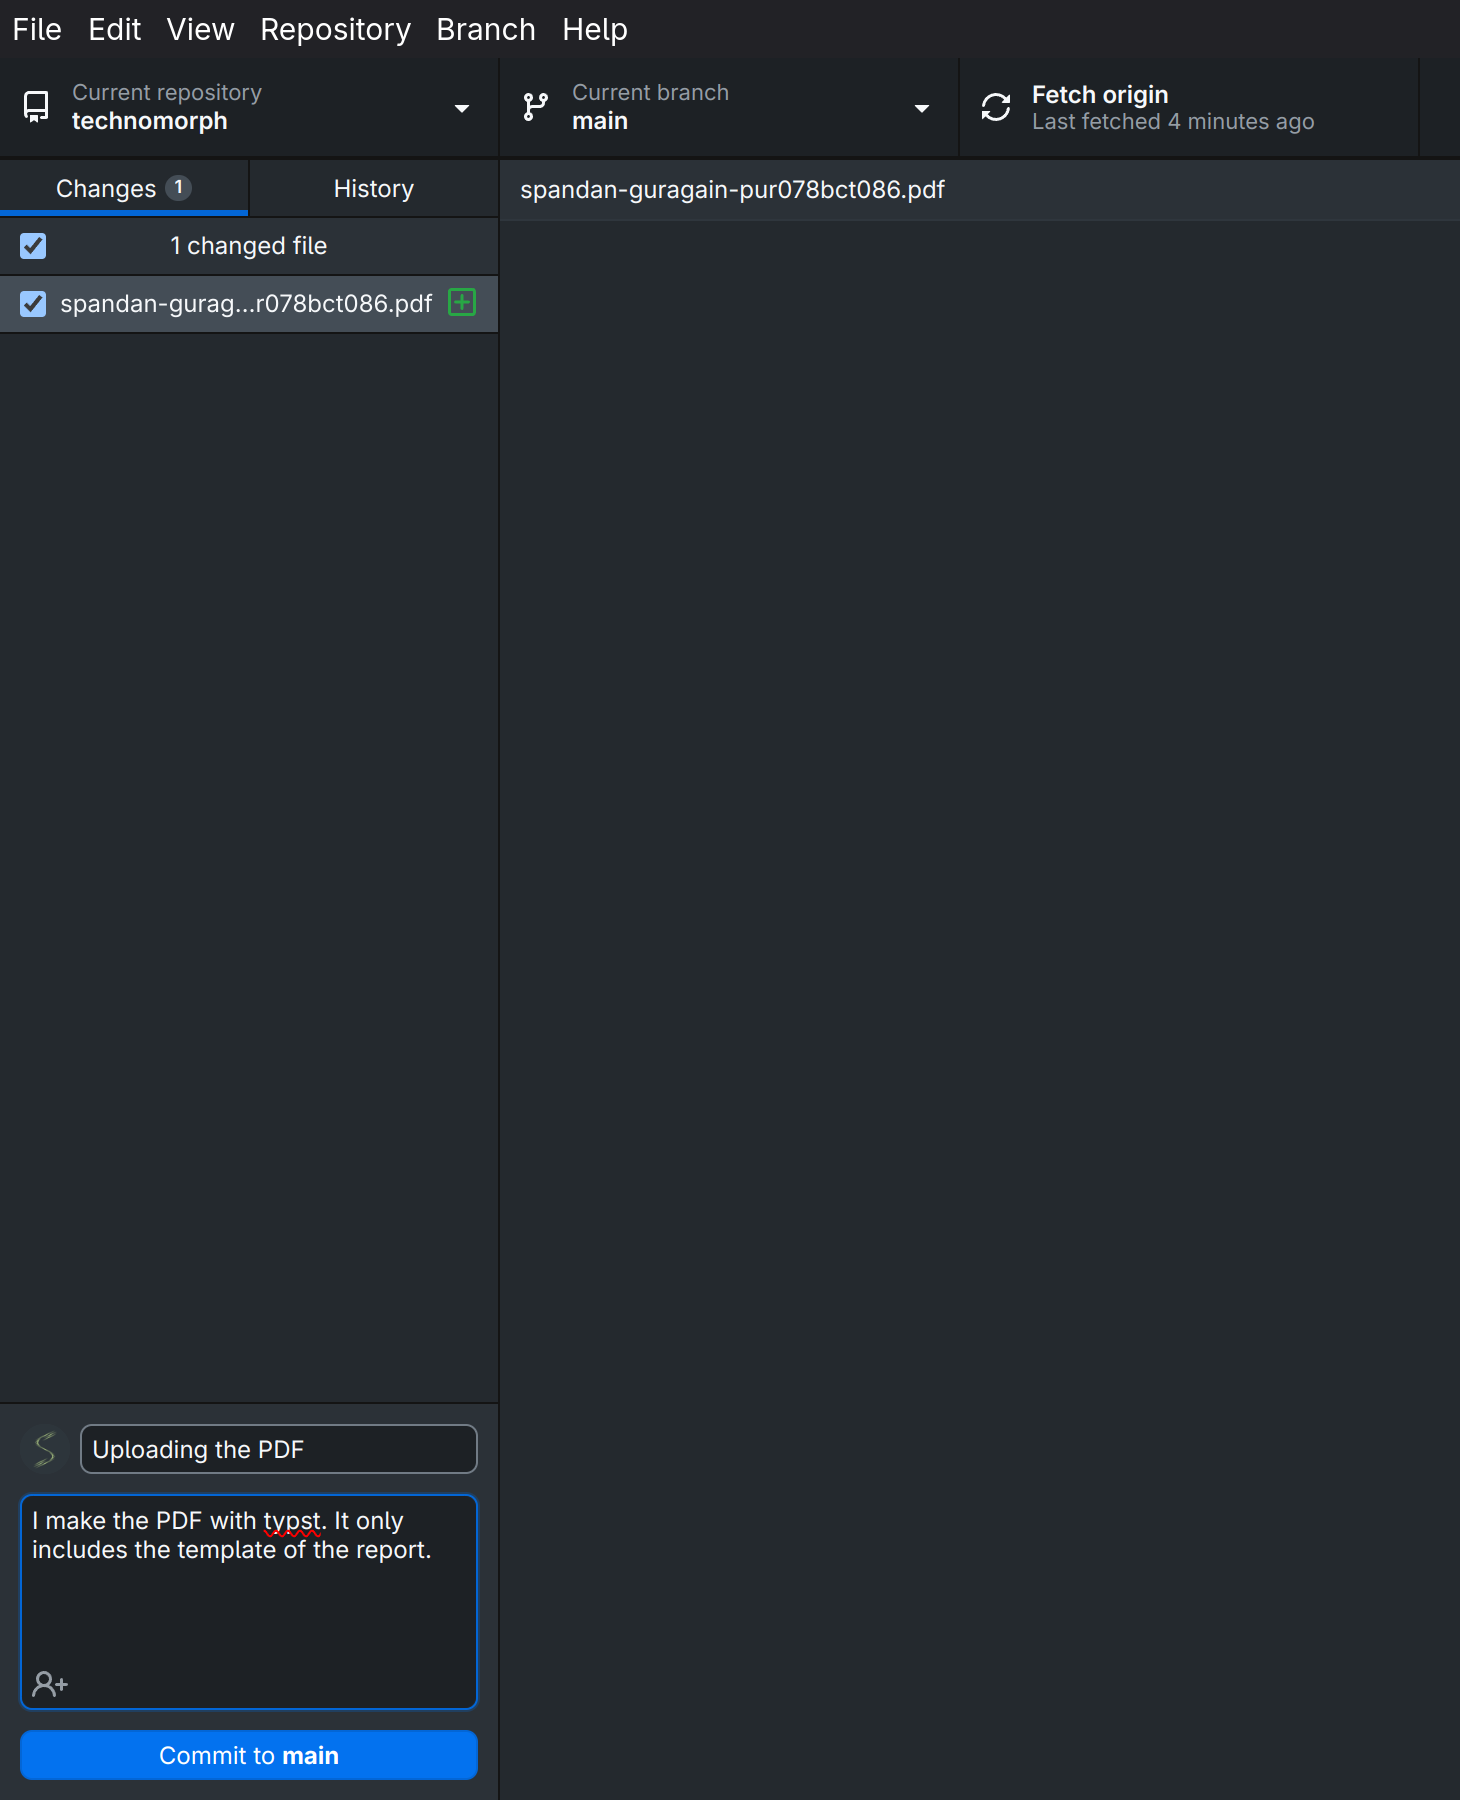 File Edit View Repository Branch Help
Current repository
technomorph
Current branch
main
Fetch origin
Last fetched 4 minutes ago
Changes 1
History
1 changed file
spandan-gurag...r078bct086.pdf
spandan-guragain-pur078bct086.pdf
Uploading the PDF
I make the PDF with typst. It only
includes the template of the report.
Commit to main